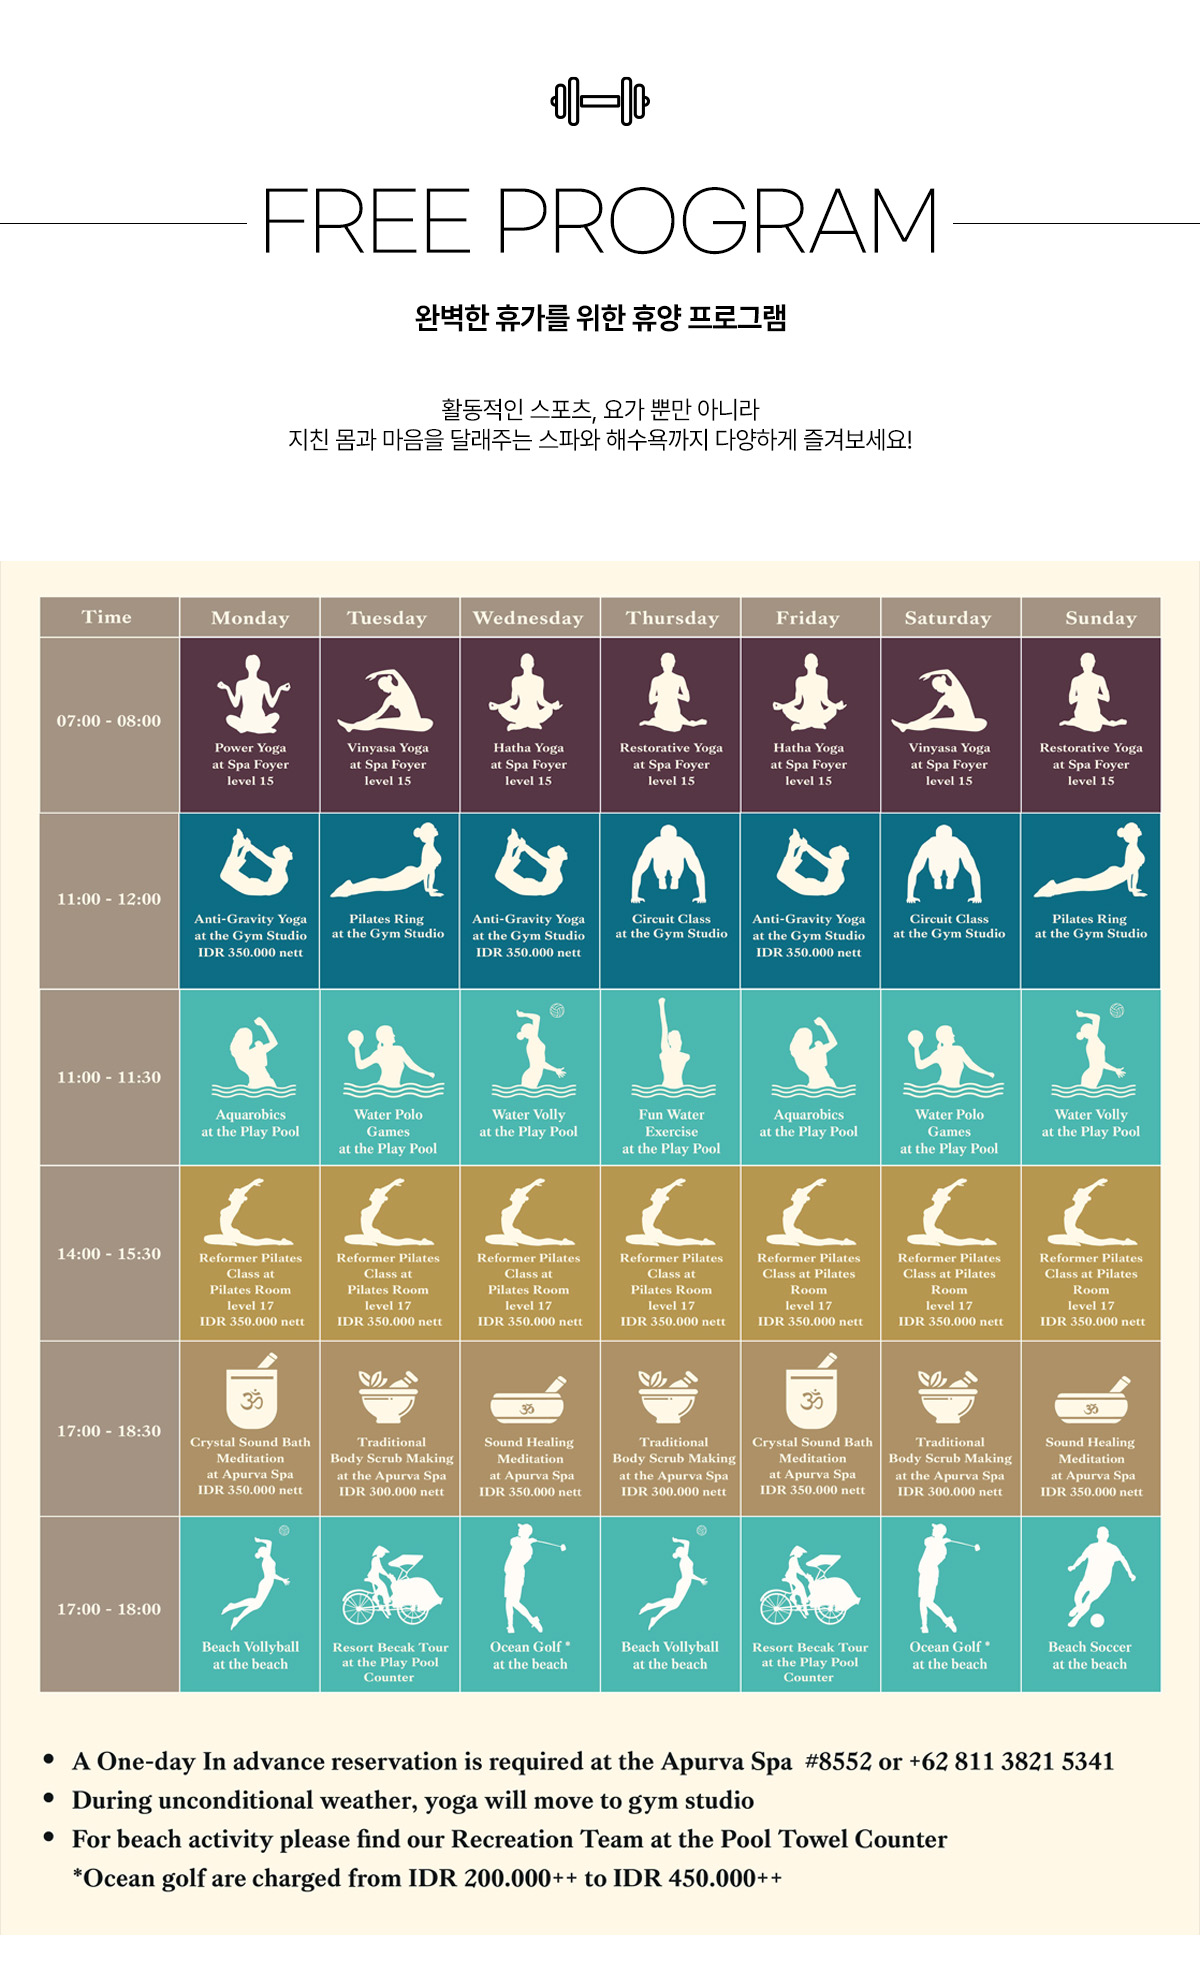 FREE PROGRAM
완벽한 휴가를 위한 휴양 프로그램
활동적인 스포츠, 요가 뿐만 아니라
지친 몸과 마음을 달래주는 스파와 해수욕까지 다양하게 즐겨보세요!
Time Monday Tuesday Wednesday Thursday Friday Saturday Sunday
07:00 - 08:00
Power Yoga
at Spa Foyer
level 15
Vinyasa Yoga
at Spa Foyer
level 15
Hatha Yoga
at Spa Foyer
level 15
Restorative Yoga
at Spa Foyer
level 15
Hatha Yoga
at Spa Foyer
level 15
Vinyasa Yoga
at Spa Foyer
level 15
Restorative Yoga
at Spa Foyer
level 15
11:00 - 12:00
Anti-Gravity Yoga
at the Gym Studio
IDR 350.000 nett
Pilates Ring
at the Gym Studio
Anti-Gravity Yoga
at the Gym Studio
IDR 350.000 nett
Circuit Class
at the Gym Studio
Anti-Gravity Yoga
at the Gym Studio
IDR 350.000 nett
Circuit Class
at the Gym Studio
Pilates Ring
at the Gym Studio
11:00 - 11:30
Aquarobics
at the Play Pool
Water Polo
Games
at the Play Pool
Water Volly
at the Play Pool
Fun Water
Exercise
at the Play Pool
Aquarobics
at the Play Pool
Water Polo
Games
at the Play Pool
Water Volly
at the Play Pool
14:00 - 15:30
Reformer Pilates
Class at
Pilates Room
level 17
IDR 350.000 nett
Reformer Pilates
Class at
Pilates Room
level 17
IDR 350.000 nett
Reformer Pilates
Class at
Pilates Room
level 17
IDR 350.000 nett
Reformer Pilates
Class at
Pilates Room
level 17
IDR 350.000 nett
Reformer Pilates
Class at Pilates
Room
level 17
IDR 350.000 nett
Reformer Pilates
Class at Pilates
Room
level 17
IDR 350.000 nett
Reformer Pilates
Class at Pilates
Room
level 17
IDR 350.000 nett
17:00 - 18:30
ॐ
Crystal Sound Bath
Meditation
at Apurva Spa
IDR 350.000 nett
Traditional
Body Scrub Making
at the Apurva Spa
IDR 300.000 nett
ॐ
Sound Healing
Meditation
at Apurva Spa
IDR 350.000 nett
Traditional
Body Scrub Making
at the Apurva Spa
IDR 300.000 nett
ॐ
Crystal Sound Bath
Meditation
at Apurva Spa
IDR 350.000 nett
Traditional
Body Scrub Making
at the Apurva Spa
IDR 300.000 nett
ॐ
Sound Healing
Meditation
at Apurva Spa
IDR 350.000 nett
17:00 - 18:00
Beach Vollyball
at the beach
Resort Becak Tour
at the Play Pool
Counter
Ocean Golf *
at the beach
Beach Vollyball
at the beach
Resort Becak Tour
at the Play Pool
Counter
Ocean Golf *
at the beach
Beach Soccer
at the beach
• A One-day In advance reservation is required at the Apurva Spa #8552 or +62 811 3821 5341
• During unconditional weather, yoga will move to gym studio
• For beach activity please find our Recreation Team at the Pool Towel Counter
*Ocean golf are charged from IDR 200.000++ to IDR 450.000++